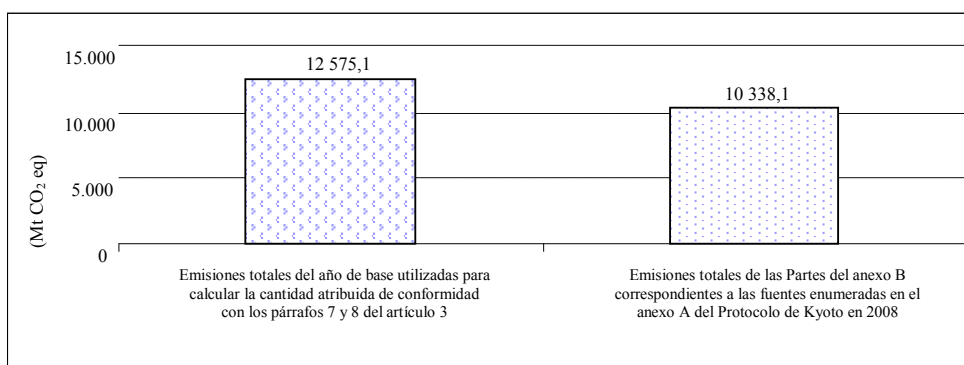 15.000
12 575,1
10 338,1
10.000
5.000
0
(Mt CO₂ eq)
Emisiones totales del año de base utilizadas para
calcular la cantidad atribuida de conformidad
con los párrafos 7 y 8 del artículo 3
Emisiones totales de las Partes del anexo B
correspondientes a las fuentes enumeradas en el
anexo A del Protocolo de Kyoto en 2008